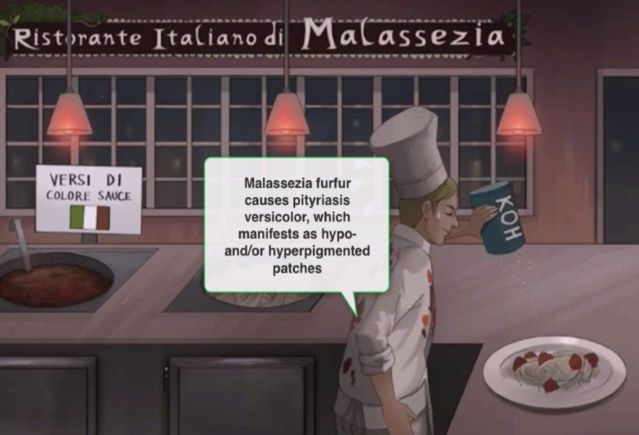 Ristorante Italiano di Malassezia
VERSI DI
COLORE SAUCE
Malassezia furfur
causes pityriasis
versicolor, which
manifests as hypo-
and/or hyperpigmented
patches
KOH